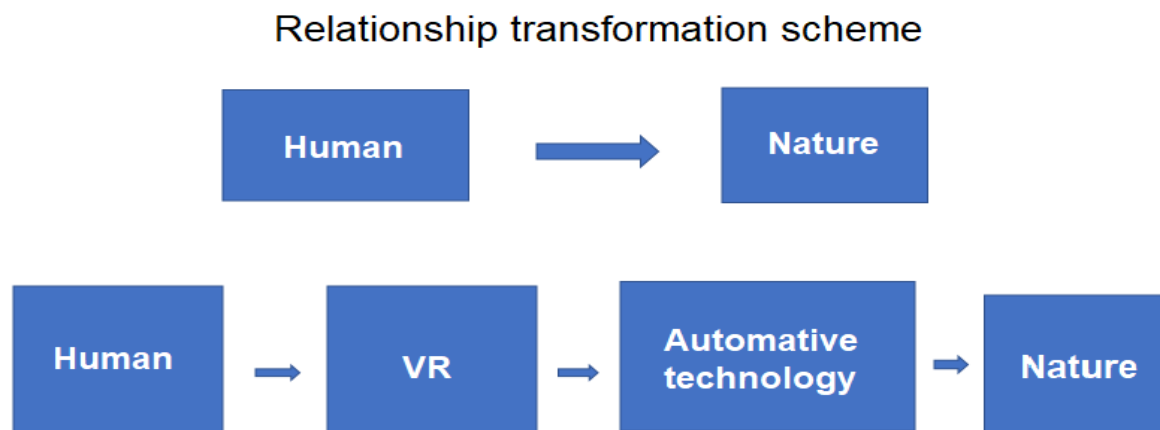 Relationship transformation scheme
Human
Nature
Human
VR
Automative
technology
Nature